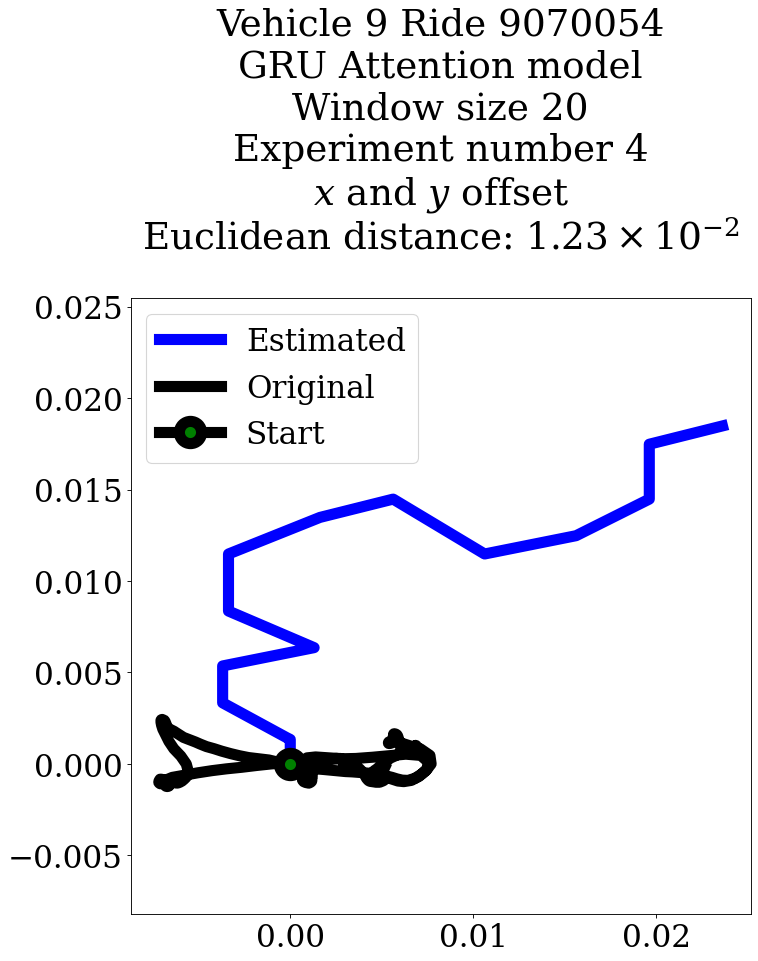 Vehicle 9 Ride 9070054
GRU Attention model
Window size 20
Experiment number 4
x and y offset
Euclidean distance: 1.23 × 10⁻²
0.025
Estimated
Original
Start
0.020
0.015
0.010
0.005
0.000
−0.005
0.00 0.01 0.02